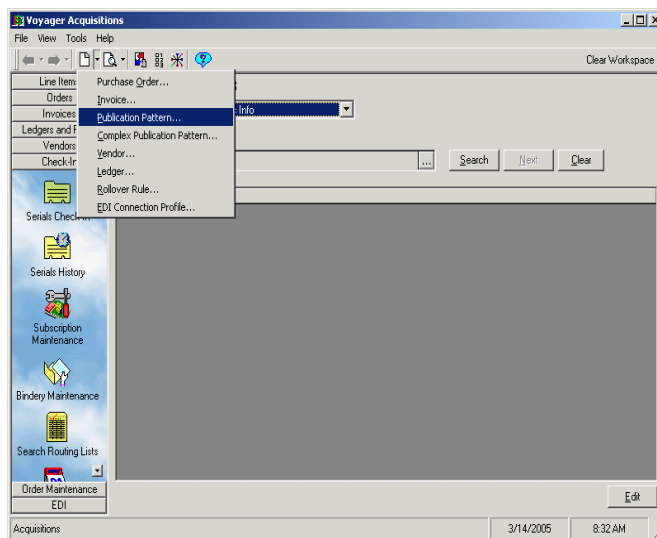 Voyager Acquisitions
File View Tools Help
Clear Workspace
Line Item
Orders
Invoices
Ledgers and F
Vendors
Check-In
Purchase Order...
Invoice...
Publication Pattern...
Complex Publication Pattern...
Vendor...
Ledger...
Rollover Rule...
EDI Connection Profile...
Info
... Search Next Clear
Serials Check-In
Serials History
Subscription
Maintenance
Bindery Maintenance
Search Routing Lists
Order Maintenance
EDI
Edit
Acquisitions 3/14/2005 8:32 AM